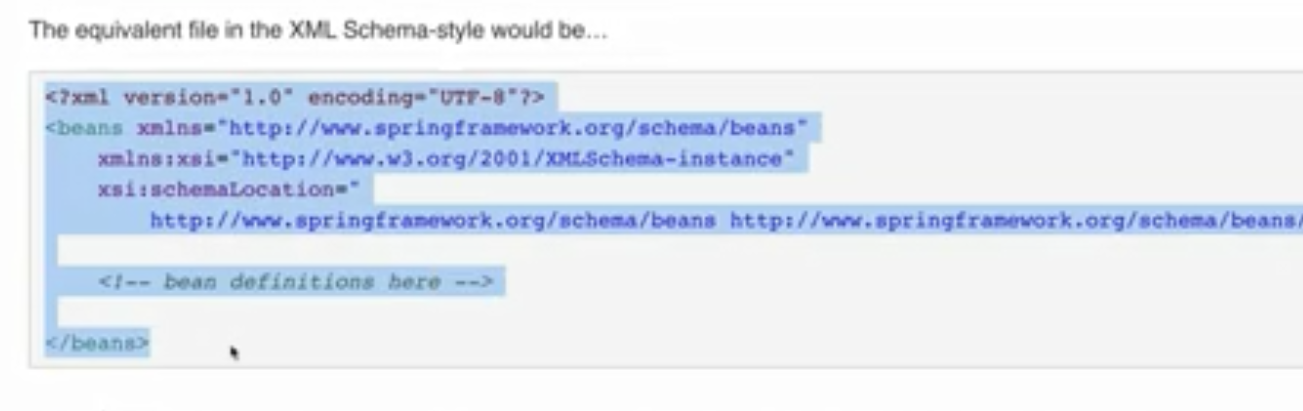 The equivalent file in the XML Schema-style would be…
<?xml version="1.0" encoding="UTF-8"?>
<beans xmlns="http://www.springframework.org/schema/beans"
xmlns:xsi="http://www.w3.org/2001/XMLSchema-instance"
xsi:schemaLocation="
http://www.springframework.org/schema/beans http://www.springframework.org/schema/beans/
<!-- bean definitions here -->
</beans>